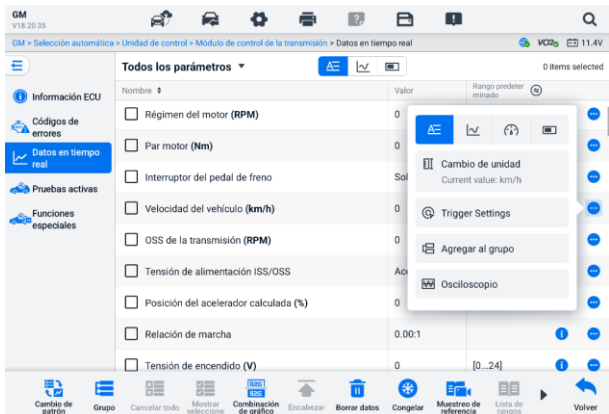 GM
V18.20.35
GM > Selección automática > Unidad de control > Módulo de control de la transmisión > Datos en tiempo real
VCI2 11.4V
Todos los parámetros
0 items selected
Información ECU
Códigos de
errores
Datos en tiempo
real
Pruebas activas
Funciones
especiales
Nombre Valor Rango predeter
minado
Régimen del motor (RPM) 0
Par motor (Nm) 0
Interruptor del pedal de freno Sol
Velocidad del vehículo (km/h) 0
OSS de la transmisión (RPM) 0
Tensión de alimentación ISS/OSS
Posición del acelerador calculada (%) 0
Relación de marcha 0.00:1
Tensión de encendido (V) 0 [0...24]
Cambio de unidad
Current value: km/h
Trigger Settings
Agregar al grupo
Osciloscopio
Cambio de
patrón
Grupo
Cancelar todo
Mostrar
seleccione
Combinación
de gráfico
Encabezar
Borrar datos
Congelar
Muestreo de
referencia
Lista de
rangos
Volver